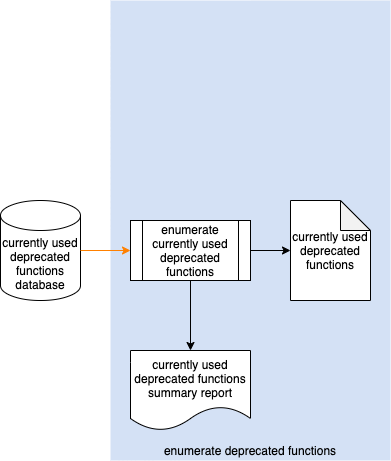 currently used
deprecated
functions
database
enumerate
currently used
deprecated
functions
currently used
deprecated
functions
currently used
deprecated functions
summary report
enumerate deprecated functions